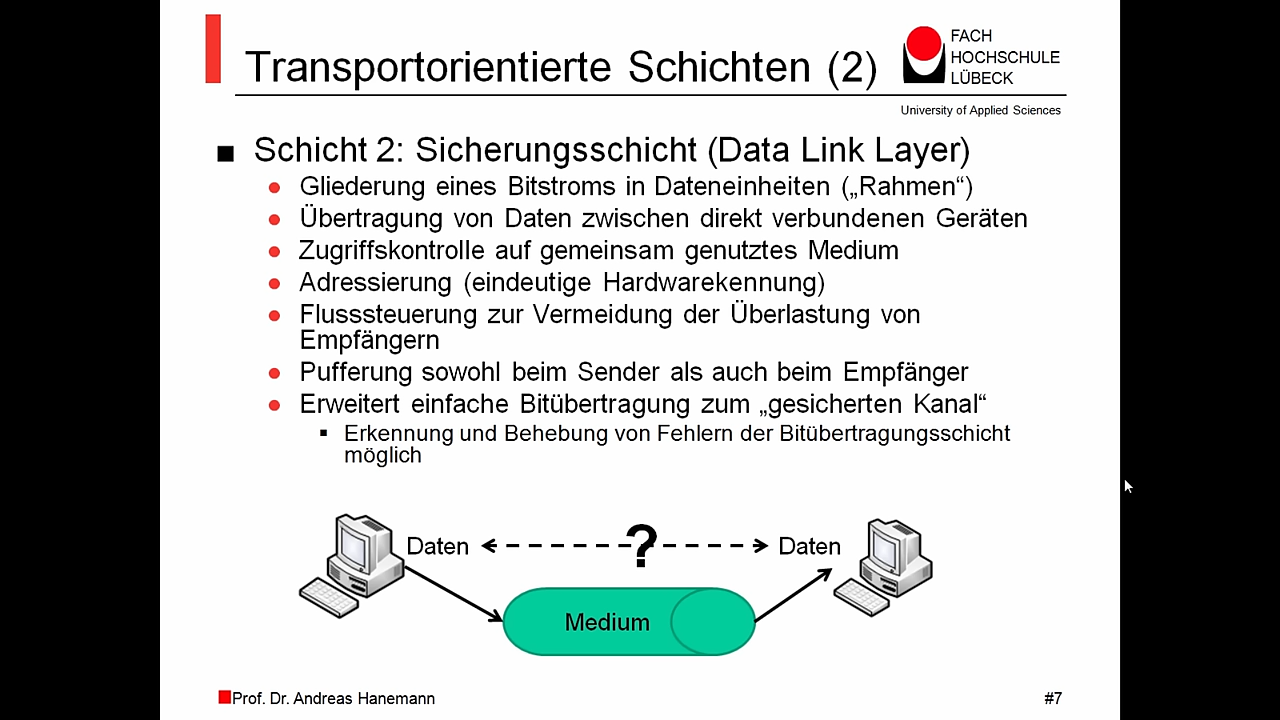 Transportorientierte Schichten (2)
FACH
HOCHSCHULE
LÜBECK
University of Applied Sciences
Schicht 2: Sicherungsschicht (Data Link Layer)
Gliederung eines Bitstroms in Dateneinheiten („Rahmen“)
Übertragung von Daten zwischen direkt verbundenen Geräten
Zugriffskontrolle auf gemeinsam genutztes Medium
Adressierung (eindeutige Hardwarekennung)
Flusssteuerung zur Vermeidung der Überlastung von
Empfängern
Pufferung sowohl beim Sender als auch beim Empfänger
Erweitert einfache Bitübertragung zum „gesicherten Kanal“
Erkennung und Behebung von Fehlern der Bitübertragungsschicht
möglich
Daten ? Daten
Medium
Prof. Dr. Andreas Hanemann #7